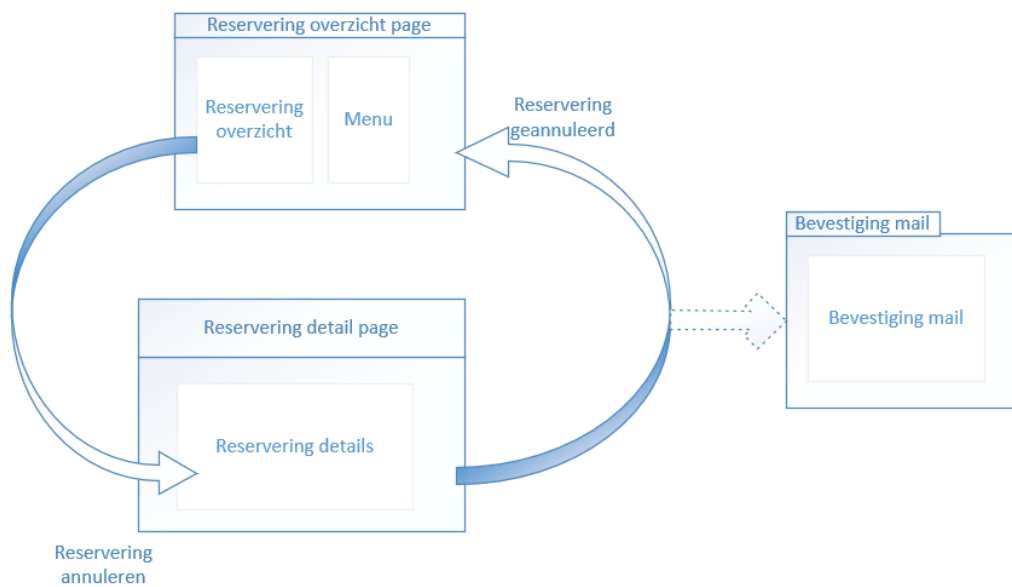 Reservering overzicht page
Reservering
overzicht
Menu
Reservering
geannuleerd
Bevestiging mail
Bevestiging mail
Reservering detail page
Reservering details
Reservering
annuleren